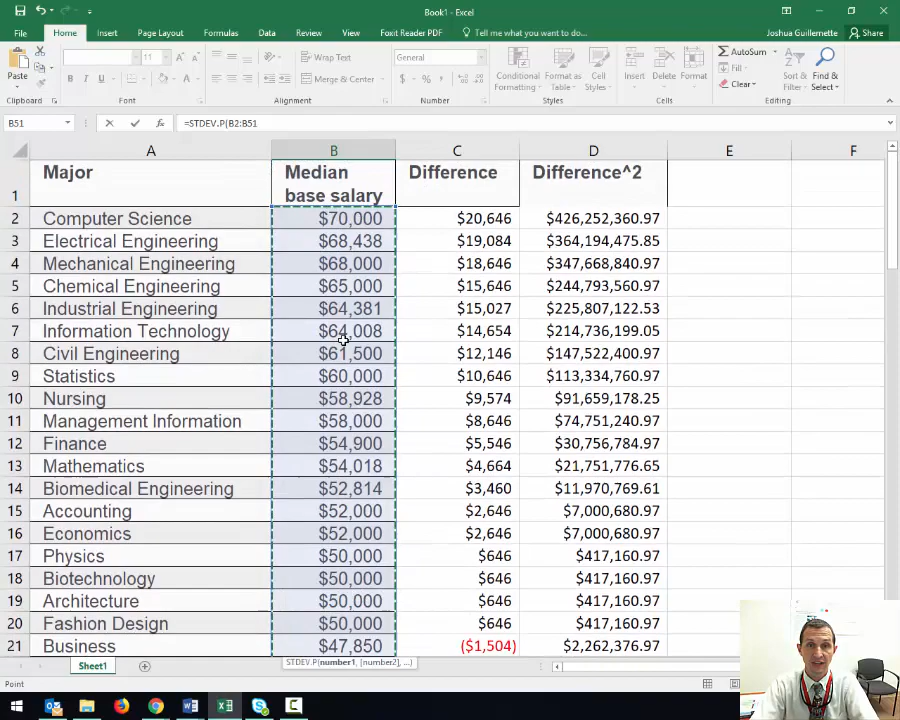 Book1 - Excel
File Home Insert Page Layout Formulas Data Review View Foxit Reader PDF Tell me what you want to do... Joshua Guillemette Share
Paste
11
B I U
Wrap Text
Merge & Center
General
$ % ,
Conditional Formatting
Format as Table
Cell Styles
Insert Delete Format
AutoSum
Fill
Clear
Sort & Filter
Find & Select
Clipboard Font Alignment Number Styles Cells Editing
B51 fx =STDEV.P(B2:B51
A B C D E F
1 Major Median base salary Difference Difference^2
2 Computer Science $70,000 $20,646 $426,252,360.97
3 Electrical Engineering $68,438 $19,084 $364,194,475.85
4 Mechanical Engineering $68,000 $18,646 $347,668,840.97
5 Chemical Engineering $65,000 $15,646 $244,793,560.97
6 Industrial Engineering $64,381 $15,027 $225,807,122.53
7 Information Technology $64,008 $14,654 $214,736,199.05
8 Civil Engineering $61,500 $12,146 $147,522,400.97
9 Statistics $60,000 $10,646 $113,334,760.97
10 Nursing $58,928 $9,574 $91,659,178.25
11 Management Information $58,000 $8,646 $74,751,240.97
12 Finance $54,900 $5,546 $30,756,784.97
13 Mathematics $54,018 $4,664 $21,751,776.65
14 Biomedical Engineering $52,814 $3,460 $11,970,769.61
15 Accounting $52,000 $2,646 $7,000,680.97
16 Economics $52,000 $2,646 $7,000,680.97
17 Physics $50,000 $646 $417,160.97
18 Biotechnology $50,000 $646 $417,160.97
19 Architecture $50,000 $646 $417,160.97
20 Fashion Design $50,000 $646 $417,160.97
21 Business $47,850 ($1,504) $2,262,376.97
STDEV.P(number1, [number2], ...)
Sheet1
Point